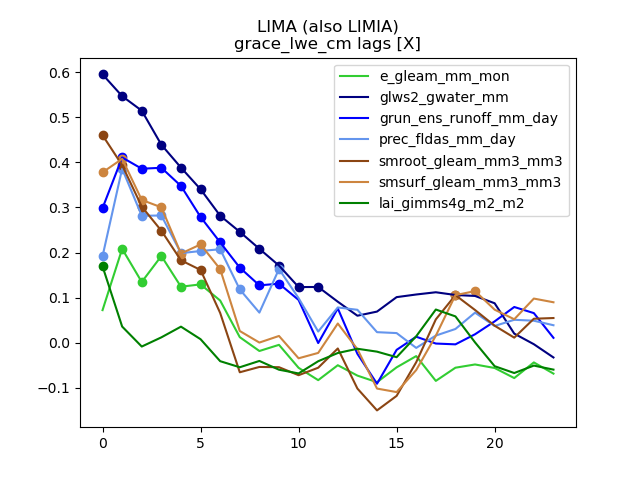 LIMA (also LIMIA)
grace_lwe_cm lags [X]
e_gleam_mm_mon
glws2_gwater_mm
grun_ens_runoff_mm_day
prec_fldas_mm_day
smroot_gleam_mm3_mm3
smsurf_gleam_mm3_mm3
lai_gimms4g_m2_m2
0.6
0.5
0.4
0.3
0.2
0.1
0.0
−0.1
0 5 10 15 20